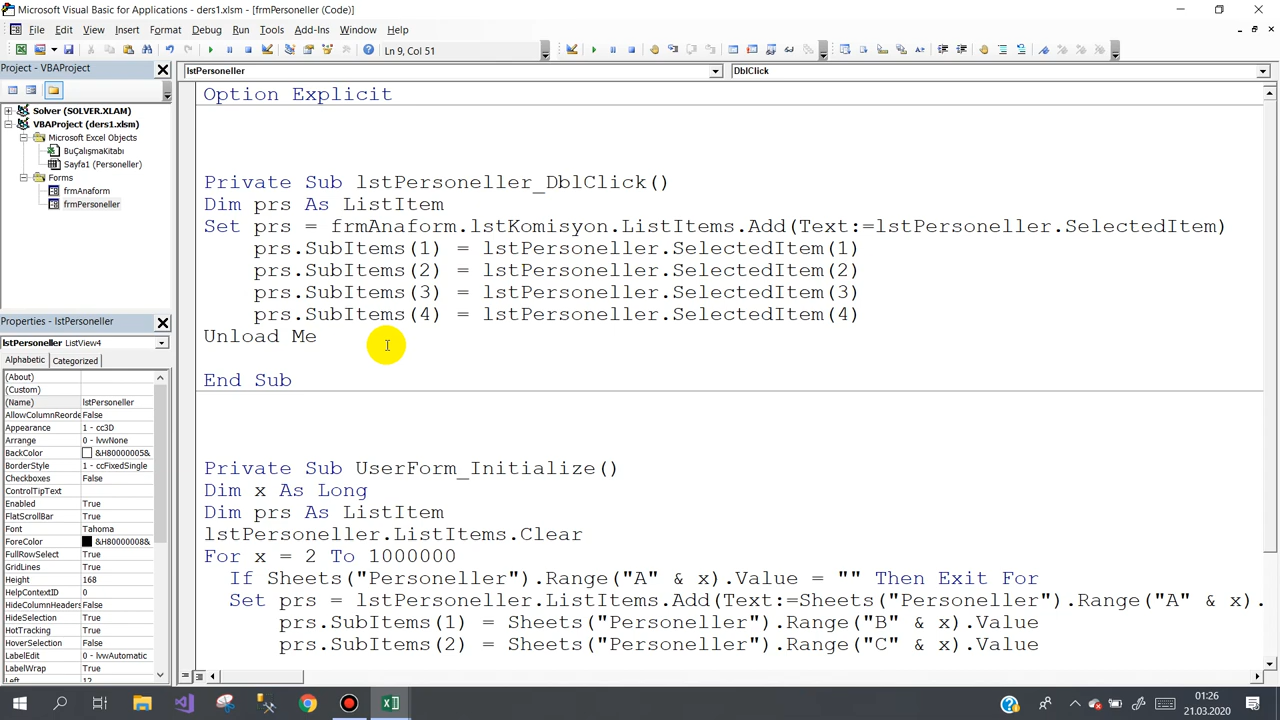 Microsoft Visual Basic for Applications - ders1.xlsm - [frmPersoneller (Code)]
File Edit View Insert Format Debug Run Tools Add-Ins Window Help
Ln 9, Col 51
Project - VBAProject
Solver (SOLVER.XLAM)
VBAProject (ders1.xlsm)
Microsoft Excel Objects
BuÇalışmaKitabı
Sayfa1 (Personeller)
Forms
frmAnaform
frmPersoneller
Properties - lstPersoneller
lstPersoneller ListView4
Alphabetic Categorized
(About)
(Custom)
(Name) lstPersoneller
AllowColumnReorde False
Appearance 1 - cc3D
Arrange 0 - lvwNone
BackColor &H80000005&
BorderStyle 1 - ccFixedSingle
Checkboxes False
ControlTipText
Enabled True
FlatScrollBar True
Font Tahoma
ForeColor &H80000008&
FullRowSelect True
GridLines True
Height 168
HelpContextID 0
HideColumnHeaders False
HideSelection True
HotTracking True
HoverSelection False
LabelEdit 0 - lvwAutomatic
LabelWrap True
Left 12
lstPersoneller DblClick
Option Explicit
Private Sub lstPersoneller_DblClick()
Dim prs As ListItem
Set prs = frmAnaform.lstKomisyon.ListItems.Add(Text:=lstPersoneller.SelectedItem)
prs.SubItems(1) = lstPersoneller.SelectedItem(1)
prs.SubItems(2) = lstPersoneller.SelectedItem(2)
prs.SubItems(3) = lstPersoneller.SelectedItem(3)
prs.SubItems(4) = lstPersoneller.SelectedItem(4)
Unload Me
End Sub
Private Sub UserForm_Initialize()
Dim x As Long
Dim prs As ListItem
lstPersoneller.ListItems.Clear
For x = 2 To 1000000
If Sheets("Personeller").Range("A" & x).Value = "" Then Exit For
Set prs = lstPersoneller.ListItems.Add(Text:=Sheets("Personeller").Range("A" & x).
prs.SubItems(1) = Sheets("Personeller").Range("B" & x).Value
prs.SubItems(2) = Sheets("Personeller").Range("C" & x).Value
01:26
21.03.2020